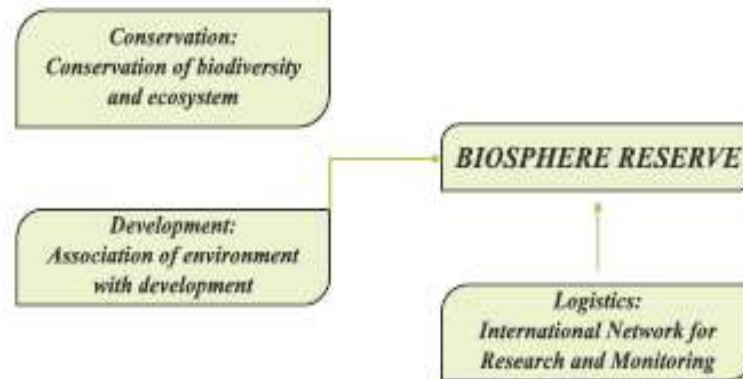 Conservation:
Conservation of biodiversity
and ecosystem
BIOSPHERE RESERVE
Development:
Association of environment
with development
Logistics:
International Network for
Research and Monitoring